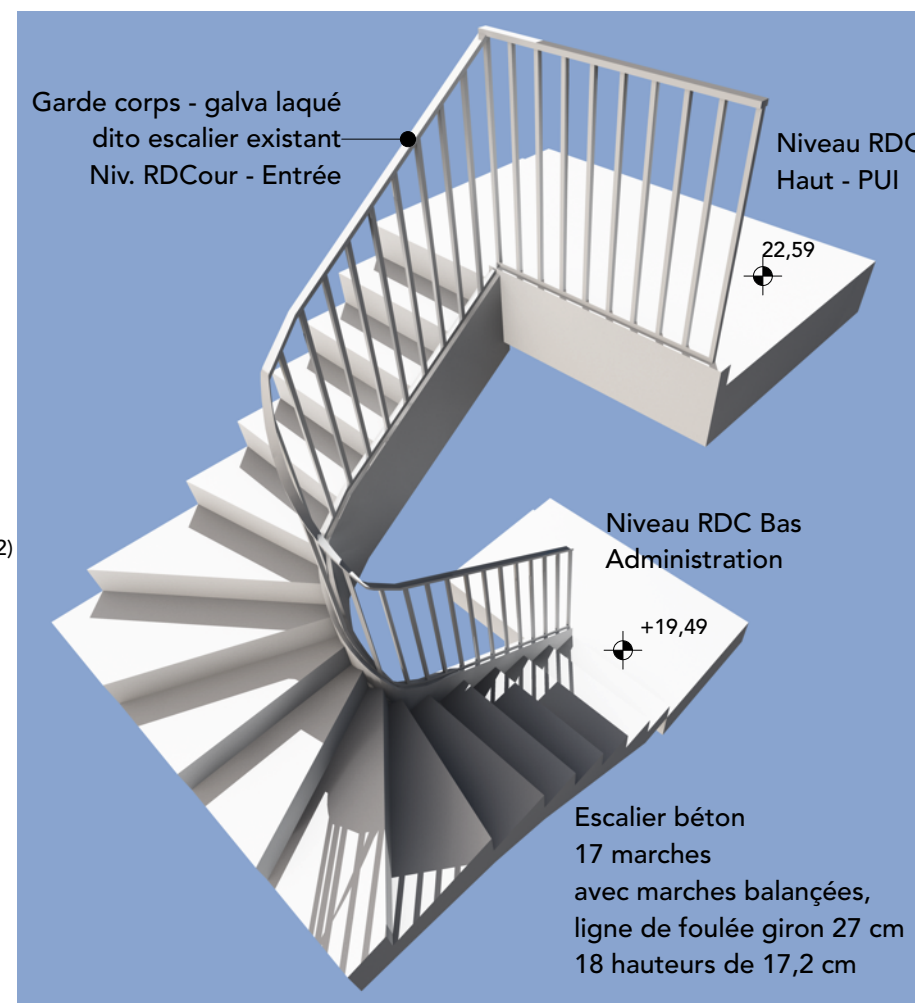 Garde corps - galva laqué
dito escalier existant
Niv. RDCour - Entrée
Niveau RDC
Haut - PUI
22,59
2)
Niveau RDC Bas
Administration
+19,49
Escalier béton
17 marches
avec marches balançées,
ligne de foulée giron 27 cm
18 hauteurs de 17,2 cm